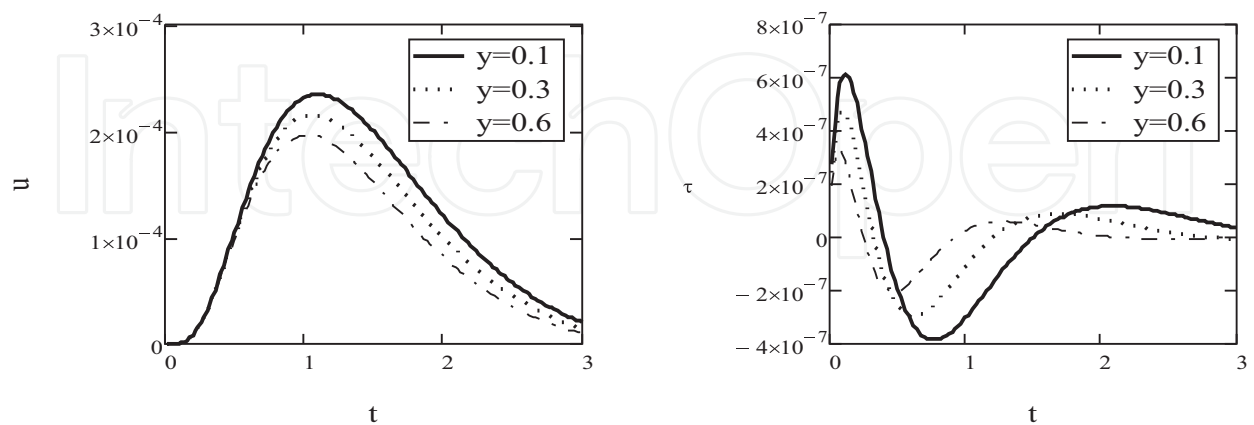 3×10⁻⁴
2×10⁻⁴
1×10⁻⁴
0
u
0 1 2 3
t
y=0.1
y=0.3
y=0.6
8×10⁻⁷
6×10⁻⁷
4×10⁻⁷
2×10⁻⁷
0
− 2×10⁻⁷
− 4×10⁻⁷
τ
0 1 2 3
t
y=0.1
y=0.3
y=0.6
IntechOpen